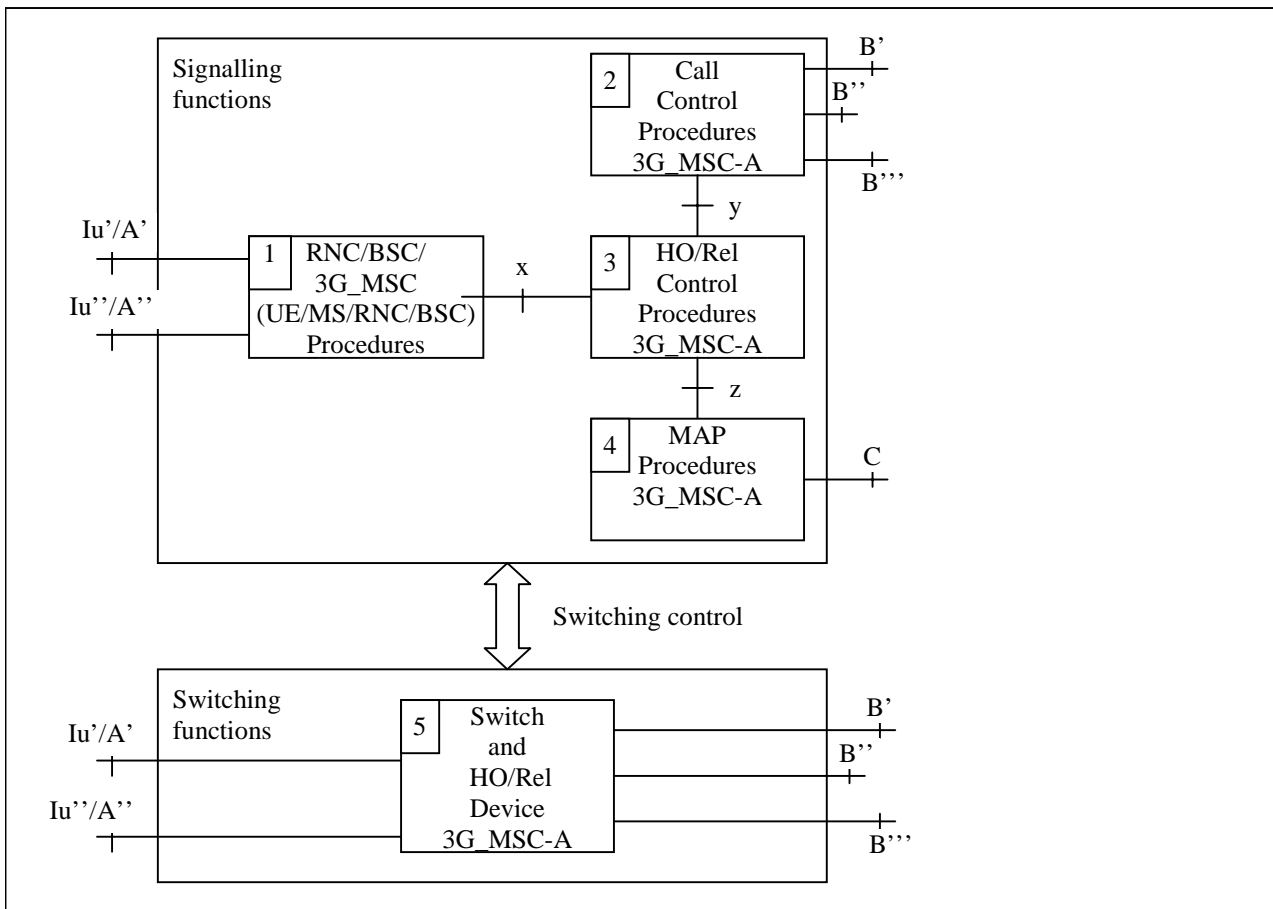 Signalling
functions
2
Call
Control
Procedures
3G_MSC-A
B'
B’’
B’’’
y
Iu’/A'
Iu’’/A’’
1
RNC/BSC/
3G_MSC
(UE/MS/RNC/BSC)
Procedures
x
3
HO/Rel
Control
Procedures
3G_MSC-A
z
4
MAP
Procedures
3G_MSC-A
C
Switching control
Switching
functions
Iu’/A'
Iu’’/A’’
5
Switch
and
HO/Rel
Device
3G_MSC-A
B'
B’’
B’’’